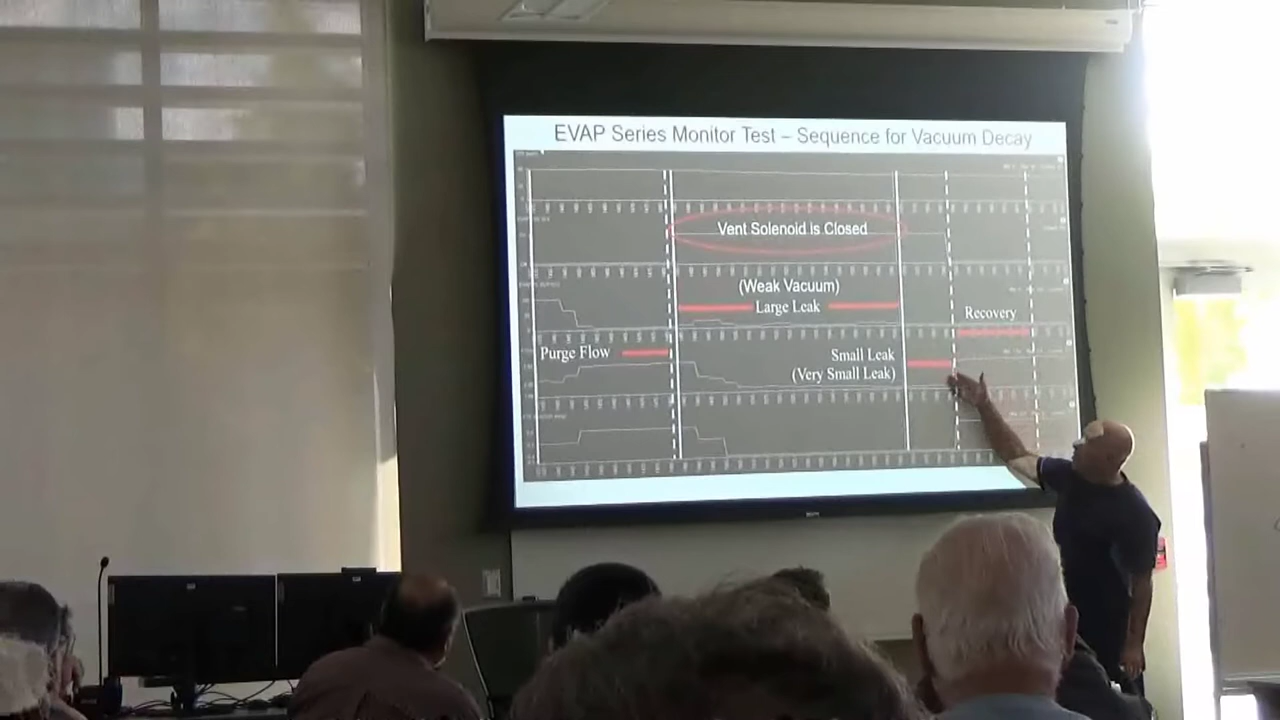 EVAP Series Monitor Test – Sequence for Vacuum Decay
Vent Solenoid is Closed
(Weak Vacuum)
Large Leak
Recovery
Purge Flow
Small Leak
(Very Small Leak)